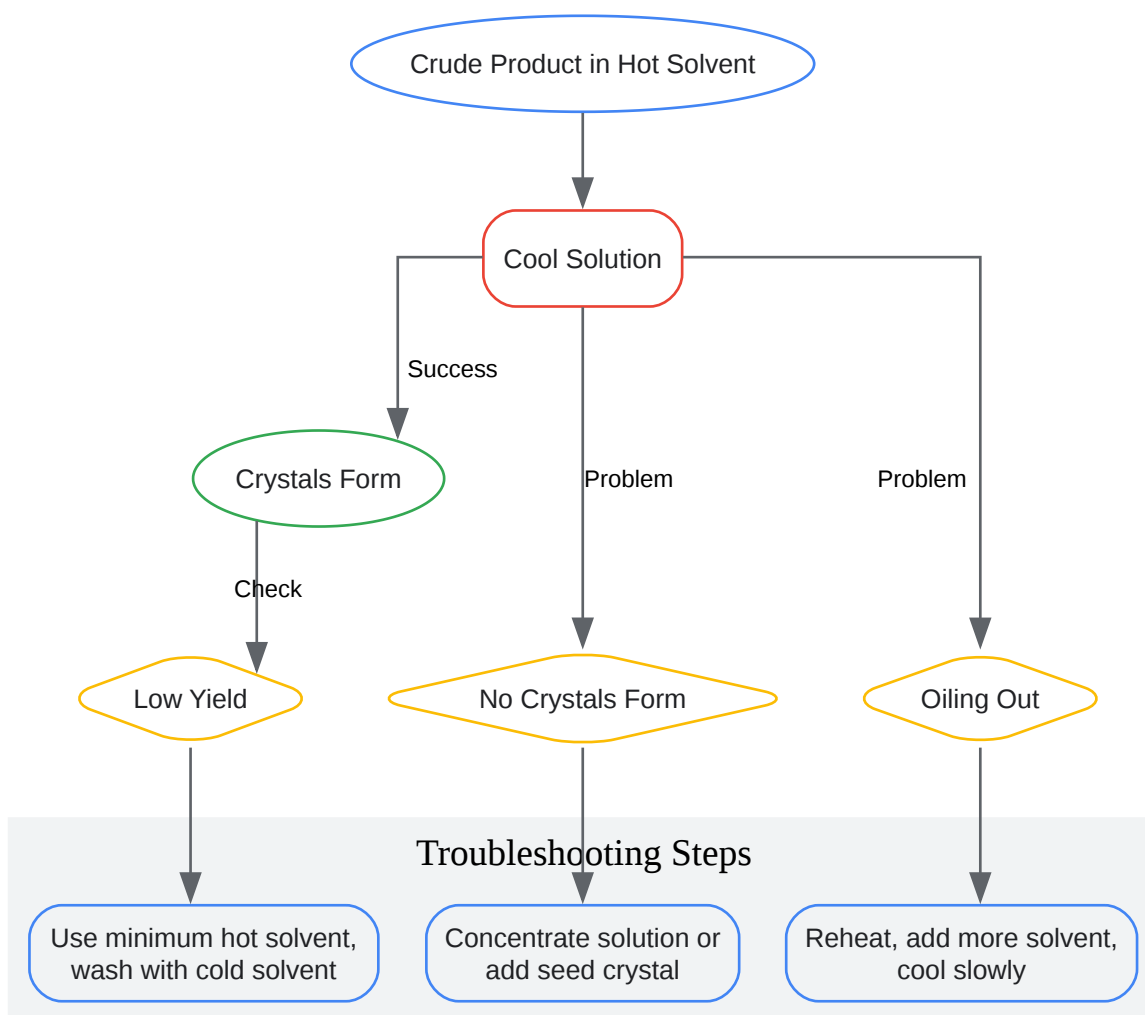 Crude Product in Hot Solvent
Cool Solution
Success
Crystals Form
Problem
Problem
Check
Low Yield
No Crystals Form
Oiling Out
Troubleshooting Steps
Use minimum hot solvent,
wash with cold solvent
Concentrate solution or
add seed crystal
Reheat, add more solvent,
cool slowly